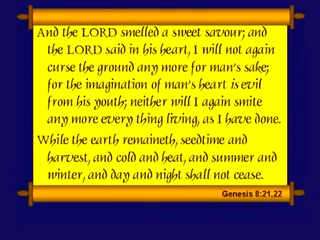 And the LORD smelled a sweet savour; and
the LORD said in his heart, I will not again
curse the ground any more for man's sake;
for the imagination of man's heart is evil
from his youth; neither will I again smite
any more every thing living, as I have done.
While the earth remaineth, seedtime and
harvest, and cold and heat, and summer and
winter, and day and night shall not cease.
Genesis 8:21,22